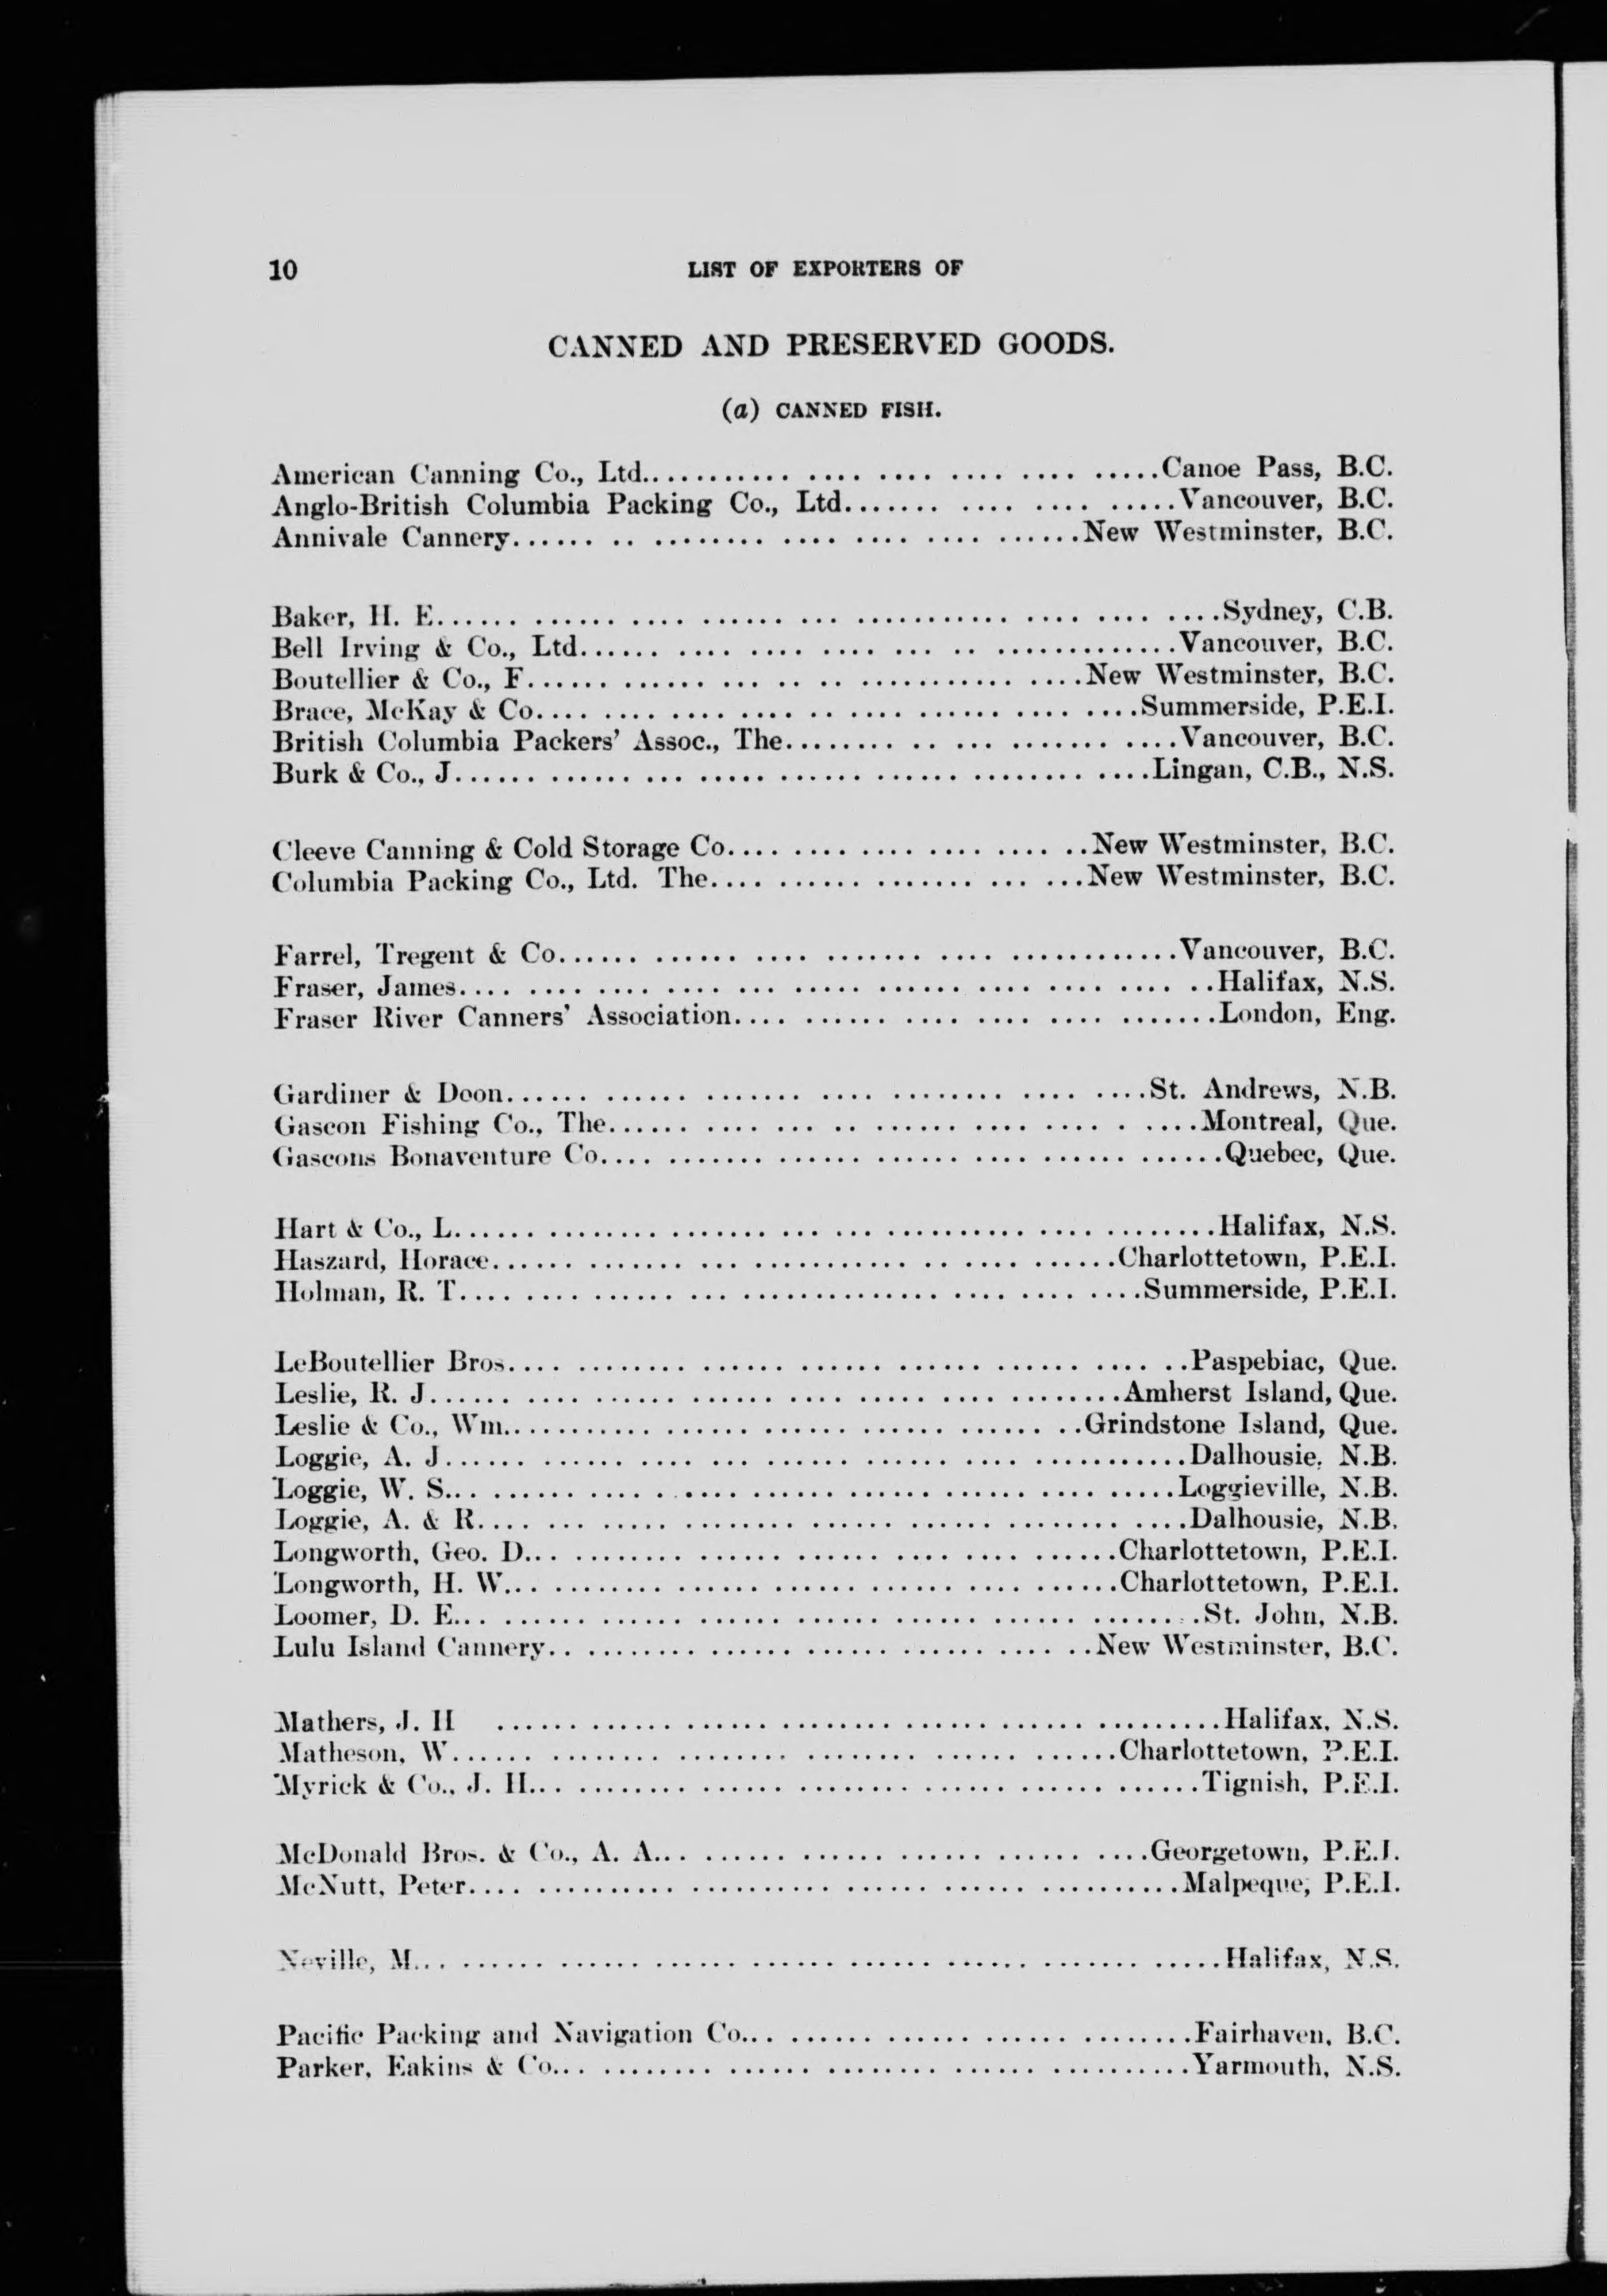 10 LIST OF EXPORTERS OF
CANNED AND PRESERVED GOODS.
(a) CANNED FISH.
American Canning Co., Ltd. .......... Canoe Pass, B.C.
Anglo-British Columbia Packing Co., Ltd. .......... Vancouver, B.C.
Annivale Cannery .......... New Westminster, B.C.
Baker, H. E. .......... Sydney, C.B.
Bell Irving & Co., Ltd. .......... Vancouver, B.C.
Boutellier & Co., F. .......... New Westminster, B.C.
Brace, McKay & Co. .......... Summerside, P.E.I.
British Columbia Packers' Assoc., The .......... Vancouver, B.C.
Burk & Co., J. .......... Lingan, C.B., N.S.
Cleeve Canning & Cold Storage Co. .......... New Westminster, B.C.
Columbia Packing Co., Ltd. The .......... New Westminster, B.C.
Farrel, Tregent & Co. .......... Vancouver, B.C.
Fraser, James .......... Halifax, N.S.
Fraser River Canners' Association .......... London, Eng.
Gardiner & Doon .......... St. Andrews, N.B.
Gascon Fishing Co., The .......... Montreal, Que.
Gascons Bonaventure Co. .......... Quebec, Que.
Hart & Co., L. .......... Halifax, N.S.
Haszard, Horace .......... Charlottetown, P.E.I.
Holman, R. T. .......... Summerside, P.E.I.
LeBoutellier Bros. .......... Paspebiac, Que.
Leslie, R. J. .......... Amherst Island, Que.
Leslie & Co., Wm. .......... Grindstone Island, Que.
Loggie, A. J. .......... Dalhousie, N.B.
Loggie, W. S. .......... Loggieville, N.B.
Loggie, A. & R. .......... Dalhousie, N.B.
Longworth, Geo. D. .......... Charlottetown, P.E.I.
Longworth, H. W. .......... Charlottetown, P.E.I.
Loomer, D. E. .......... St. John, N.B.
Lulu Island Cannery .......... New Westminster, B.C.
Mathers, J. H .......... Halifax, N.S.
Matheson, W. .......... Charlottetown, P.E.I.
Myrick & Co., J. H. .......... Tignish, P.E.I.
McDonald Bros. & Co., A. A. .......... Georgetown, P.E.I.
McNutt, Peter .......... Malpeque, P.E.I.
Neville, M. .......... Halifax, N.S.
Pacific Packing and Navigation Co. .......... Fairhaven, B.C.
Parker, Eakins & Co. .......... Yarmouth, N.S.